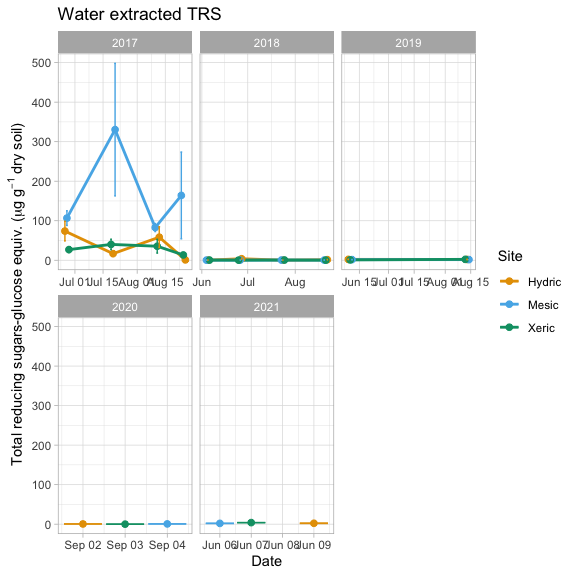 Water extracted TRS
2017 2018 2019
500
400
300
200
100
0
Jul 01 Jul 15 Aug 01 Aug 15 Jun Jul Aug Jun 15 Jul 01 Jul 15 Aug 01 Aug 15
Total reducing sugars-glucose equiv. (µg g⁻¹ dry soil)
Site
Hydric
Mesic
Xeric
2020 2021
500
400
300
200
100
0
Sep 02 Sep 03 Sep 04 Jun 06 Jun 07 Jun 08 Jun 09
Date